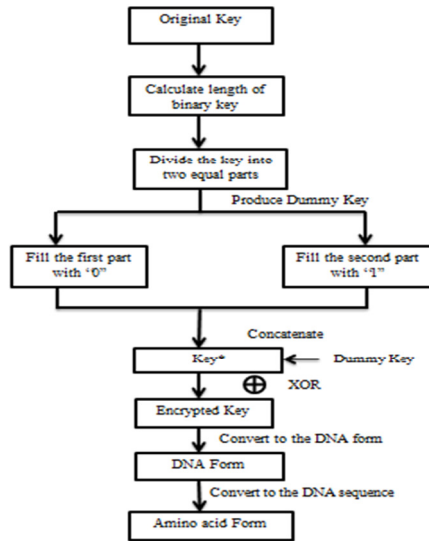 Original Key
Calculate length of
binary key
Divide the key into
two equal parts
Produce Dummy Key
Fill the first part
with “0”
Fill the second part
with “1”
Concatenate
Key*
Dummy Key
XOR
Encrypted Key
Convert to the DNA form
DNA Form
Convert to the DNA sequence
Amino acid Form